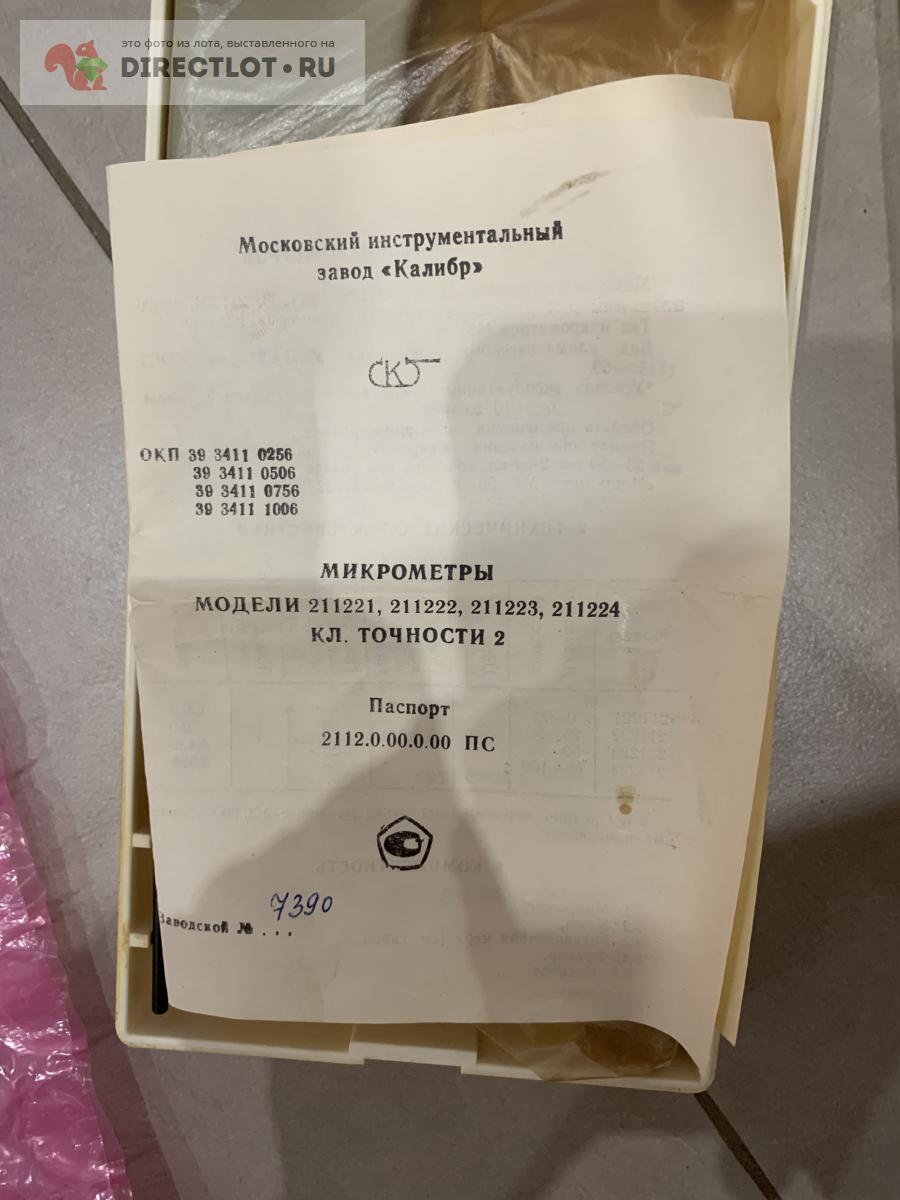 это фото из лота, выставленного на
DIRECTLOT.RU
Московский инструментальный
завод «Калибр»
ОКП 39 3411 0256
39 3411 0506
39 3411 0756
39 3411 1006
МИКРОМЕТРЫ
МОДЕЛИ 211221, 211222, 211223, 211224
КЛ. ТОЧНОСТИ 2
Паспорт
2112.0.00.0.00 ПС
Заводской № ...
7390